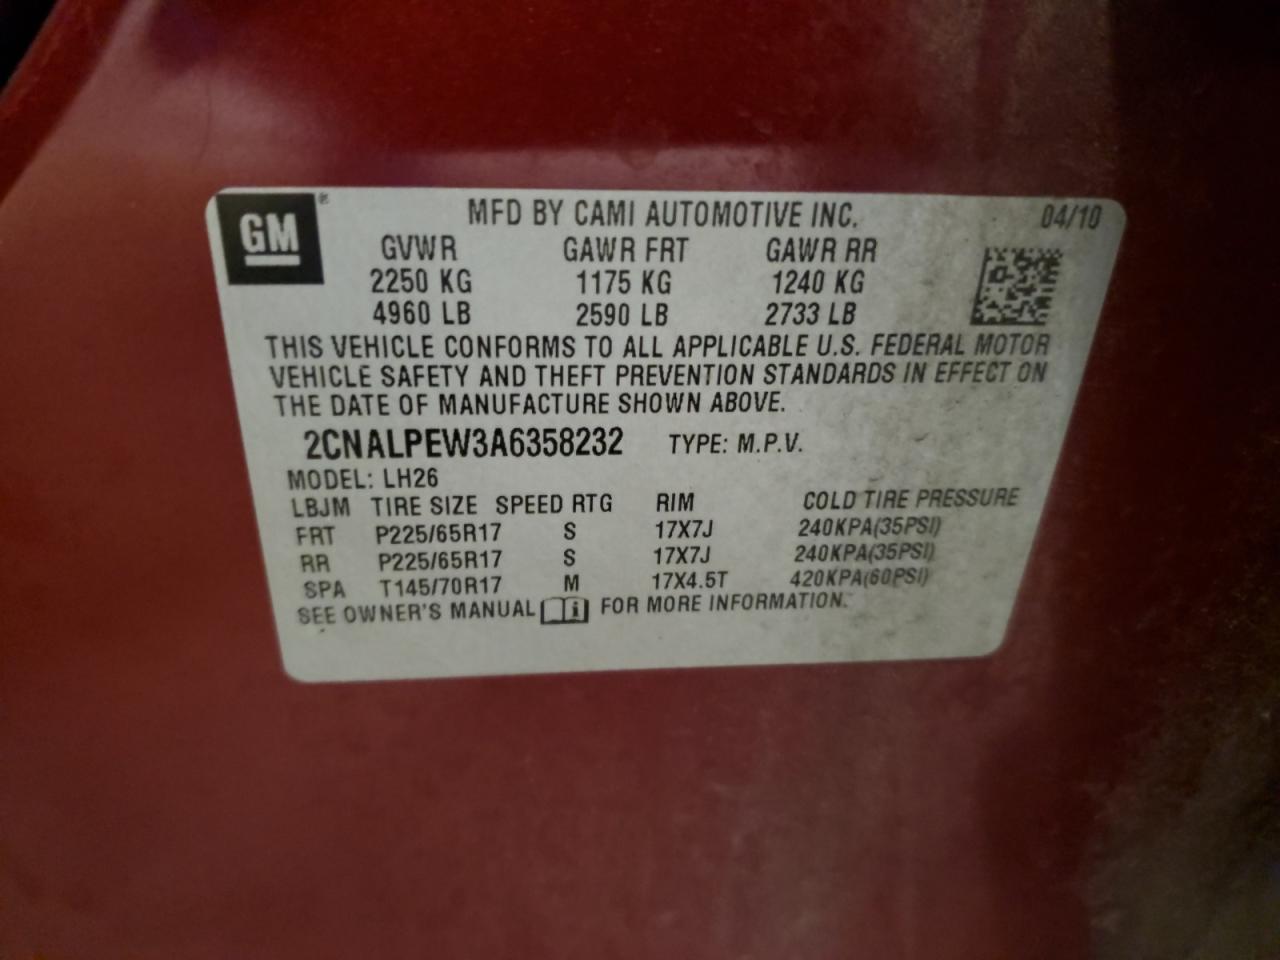 GM® MFD BY CAMI AUTOMOTIVE INC. 04/10
GVWR GAWR FRT GAWR RR
2250 KG 1175 KG 1240 KG
4960 LB 2590 LB 2733 LB
THIS VEHICLE CONFORMS TO ALL APPLICABLE U.S. FEDERAL MOTOR
VEHICLE SAFETY AND THEFT PREVENTION STANDARDS IN EFFECT ON
THE DATE OF MANUFACTURE SHOWN ABOVE.
2CNALPEW3A6358232 TYPE: M.P.V.
MODEL: LH26
LBJM TIRE SIZE SPEED RTG RIM COLD TIRE PRESSURE
FRT P225/65R17 S 17X7J 240KPA(35PSI)
RR P225/65R17 S 17X7J 240KPA(35PSI)
SPA T145/70R17 M 17X4.5T 420KPA(60PSI)
SEE OWNER'S MANUAL i FOR MORE INFORMATION.